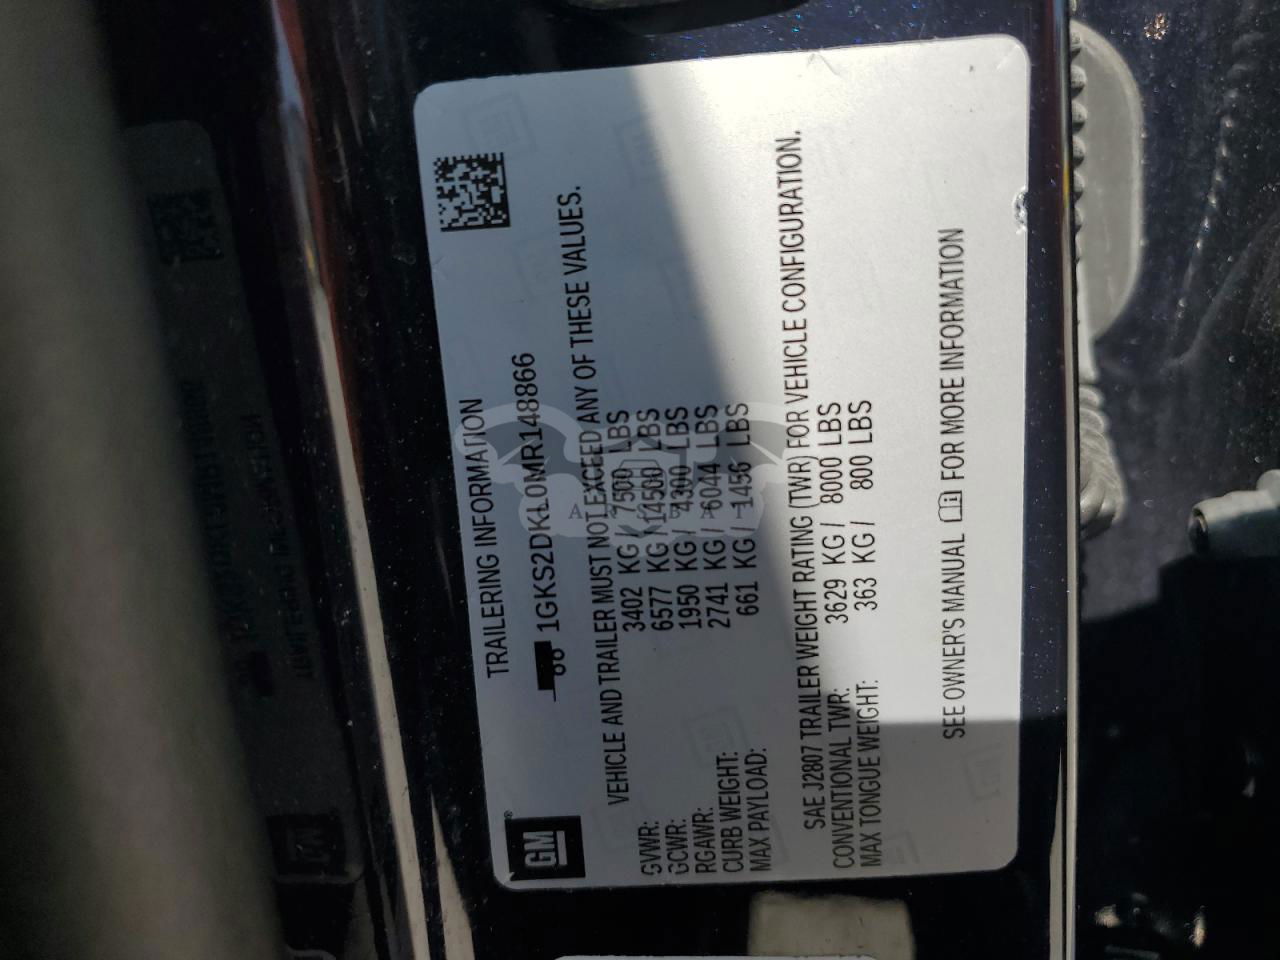 GM
TRAILERING INFORMATION
1GKS2DKL0MR148866
VEHICLE AND TRAILER MUST NOT EXCEED ANY OF THESE VALUES.
GVWR: 3402 KG / 7500 LBS
GCWR: 6577 KG / 14500 LBS
RGAWR: 1950 KG / 4300 LBS
CURB WEIGHT: 2741 KG / 6044 LBS
MAX PAYLOAD: 661 KG / 1456 LBS
SAE J2807 TRAILER WEIGHT RATING (TWR) FOR VEHICLE CONFIGURATION.
CONVENTIONAL TWR: 3629 KG / 8000 LBS
MAX TONGUE WEIGHT: 363 KG / 800 LBS
SEE OWNER'S MANUAL FOR MORE INFORMATION